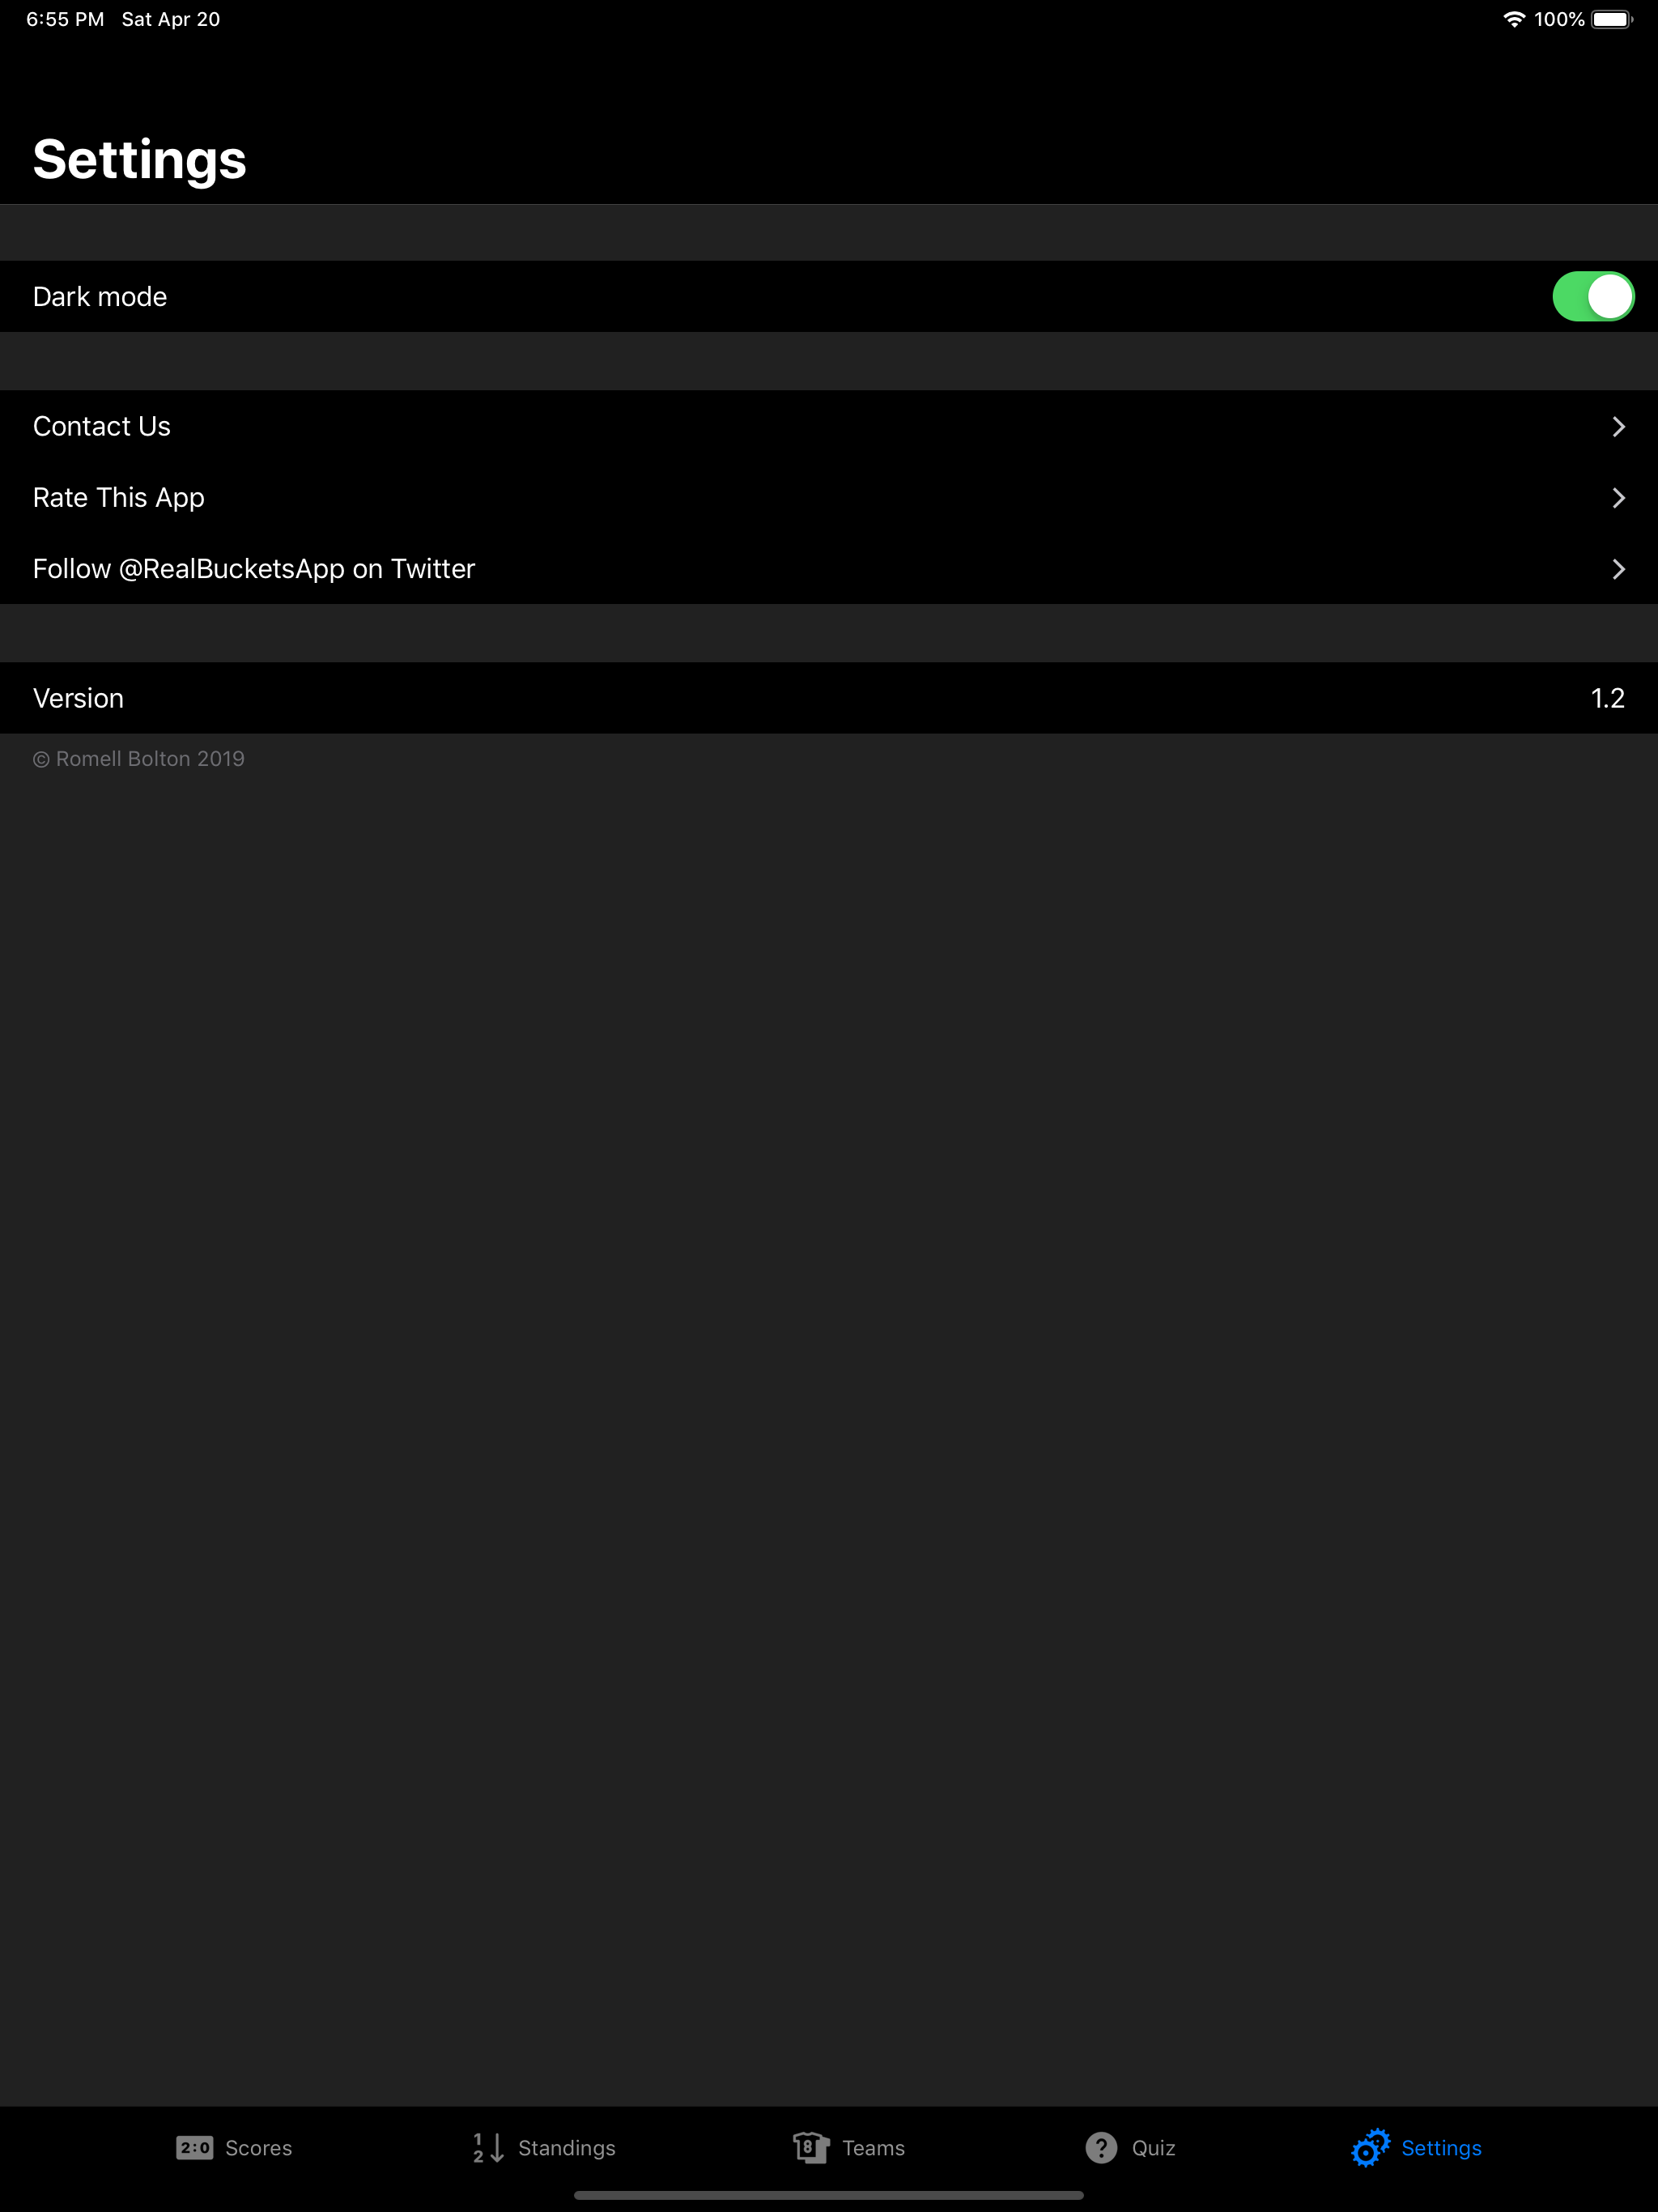 6:55 PM Sat Apr 20 100%
Settings
Dark mode
Contact Us
Rate This App
Follow @RealBucketsApp on Twitter
Version 1.2
© Romell Bolton 2019
2:0 Scores 1 2 Standings 8 Teams ? Quiz Settings